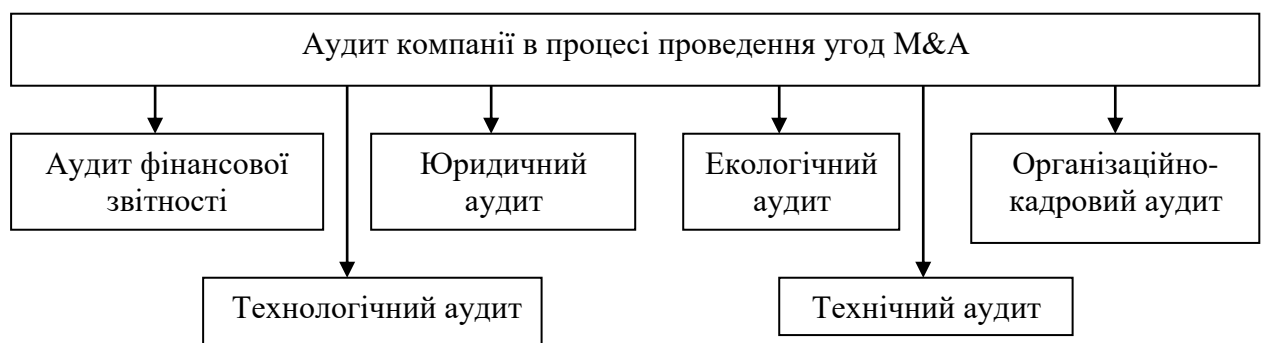 Аудит компанії в процесі проведення угод M&A
Аудит фінансової
звітності
Юридичний
аудит
Екологічний
аудит
Організаційно-
кадровий аудит
Технологічний аудит
Технічний аудит